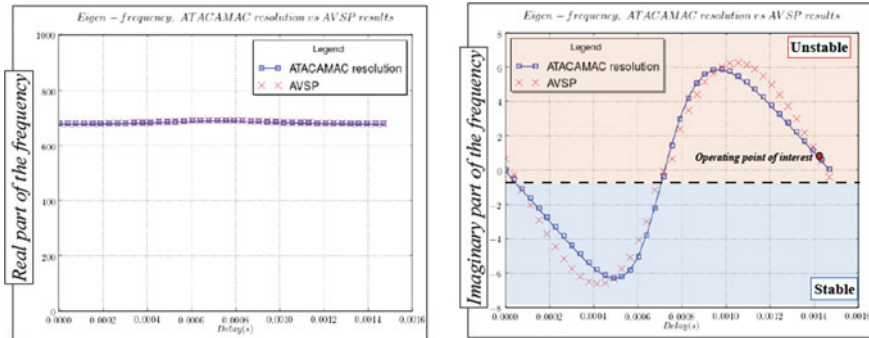 Eigen – frequency, ATACAMAC resolution vs AVSP results
Real part of the frequency
1000
800
600
400
200
0
Legend
ATACAMAC resolution
AVSP
0.0000 0.0002 0.0004 0.0006 0.0008 0.0010 0.0012 0.0014 0.0016
Delay(s)
Eigen – frequency, ATACAMAC resolution vs AVSP results
Imaginary part of the frequency
8
6
4
2
0
−2
−4
−6
−8
Legend
ATACAMAC resolution
AVSP
Unstable
Operating point of interest
Stable
0.0000 0.0002 0.0004 0.0006 0.0008 0.0010 0.0012 0.0014 0.0016
Delay(s)